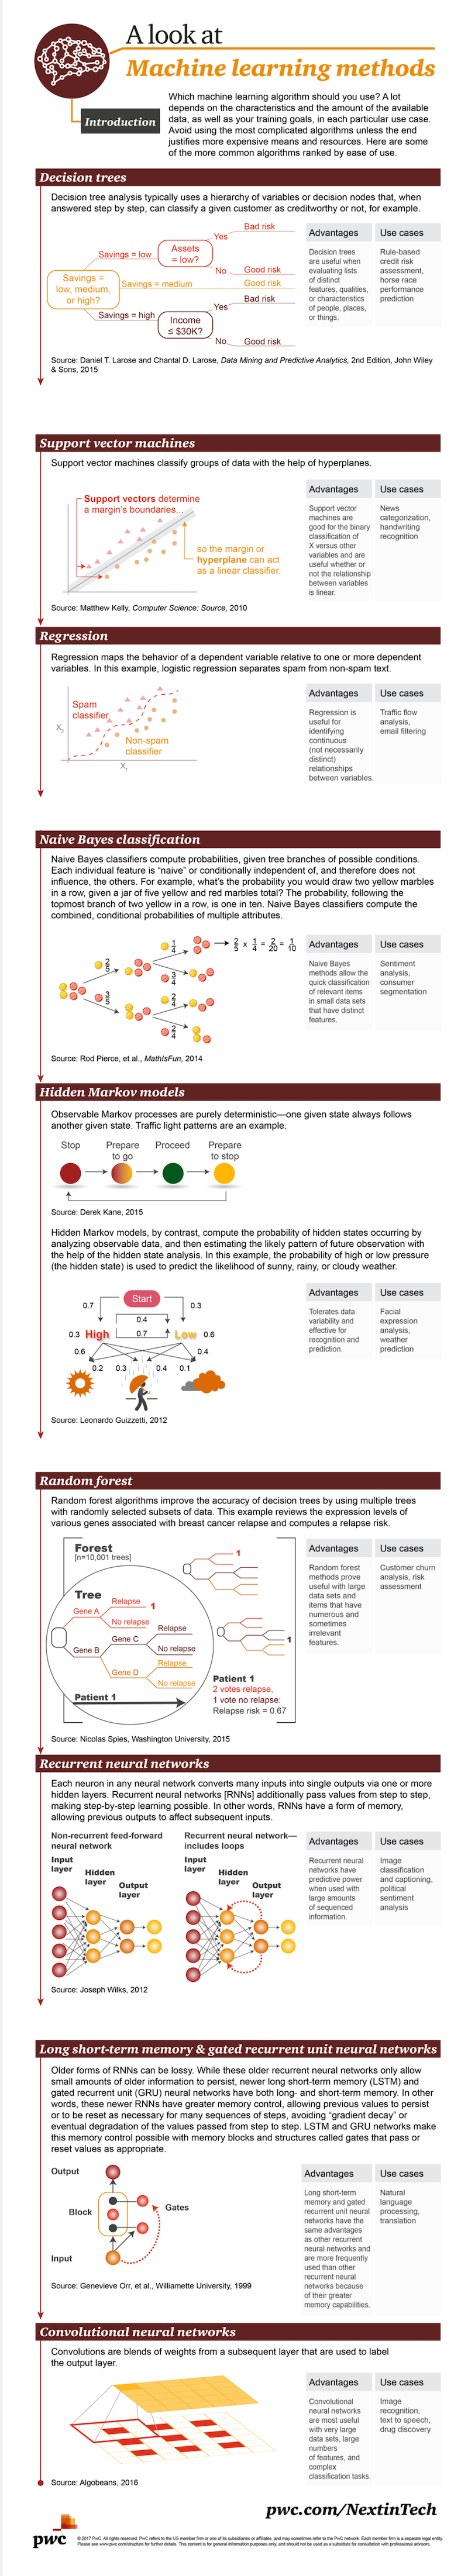 A look at
Machine learning methods
Introduction
Which machine learning algorithm should you use? A lot
depends on the characteristics and the amount of the available
data, as well as your training goals, in each particular use case.
Avoid using the most complicated algorithms unless the end
justifies more expensive means and resources. Here are some
of the more common algorithms ranked by ease of use.
Decision trees
Decision tree analysis typically uses a hierarchy of variables or decision nodes that, when
answered step by step, can classify a given customer as creditworthy or not, for example.
Savings =
low, medium,
or high?
Savings = low
Savings = medium
Savings = high
Assets
= low?
Income
≤ $30K?
Yes
Bad risk
No
Good risk
Good risk
Yes
Bad risk
No
Good risk
Advantages
Decision trees
are useful when
evaluating lists
of distinct
features, qualities,
or characteristics
of people, places,
or things.
Use cases
Rule-based
credit risk
assessment,
horse race
performance
prediction
Source: Daniel T. Larose and Chantal D. Larose, Data Mining and Predictive Analytics, 2nd Edition, John Wiley
& Sons, 2015
Support vector machines
Support vector machines classify groups of data with the help of hyperplanes.
Support vectors determine
a margin's boundaries...
so the margin or
hyperplane can act
as a linear classifier.
Advantages
Support vector
machines are
good for the binary
classification of
X versus other
variables and are
useful whether or
not the relationship
between variables
is linear.
Use cases
News
categorization,
handwriting
recognition
Source: Matthew Kelly, Computer Science: Source, 2010
Regression
Regression maps the behavior of a dependent variable relative to one or more dependent
variables. In this example, logistic regression separates spam from non-spam text.
Spam
classifier
Non-spam
classifier
X₂
X₁
Advantages
Regression is
useful for
identifying
continuous
(not necessarily
distinct)
relationships
between variables.
Use cases
Traffic flow
analysis,
email filtering
Naive Bayes classification
Naive Bayes classifiers compute probabilities, given tree branches of possible conditions.
Each individual feature is "naive" or conditionally independent of, and therefore does not
influence, the others. For example, what's the probability you would draw two yellow marbles
in a row, given a jar of five yellow and red marbles total? The probability, following the
topmost branch of two yellow in a row, is one in ten. Naive Bayes classifiers compute the
combined, conditional probabilities of multiple attributes.
2/5
3/5
1/4
3/4
2/4
2/4
2/5 x 1/4 = 2/20 = 1/10
Advantages
Naive Bayes
methods allow the
quick classification
of relevant items
in small data sets
that have distinct
features.
Use cases
Sentiment
analysis,
consumer
segmentation
Source: Rod Pierce, et al., MathIsFun, 2014
Hidden Markov models
Observable Markov processes are purely deterministic—one given state always follows
another given state. Traffic light patterns are an example.
Stop
Prepare
to go
Proceed
Prepare
to stop
Source: Derek Kane, 2015
Hidden Markov models, by contrast, compute the probability of hidden states occurring by
analyzing observable data, and then estimating the likely pattern of future observation with
the help of the hidden state analysis. In this example, the probability of high or low pressure
(the hidden state) is used to predict the likelihood of sunny, rainy, or cloudy weather.
Start
0.7
0.3
0.4
0.3 High 0.7 Low 0.6
0.6
0.4
0.2 0.3 0.4 0.1
Advantages
Tolerates data
variability and
effective for
recognition and
prediction.
Use cases
Facial
expression
analysis,
weather
prediction
Source: Leonardo Guizzetti, 2012
Random forest
Random forest algorithms improve the accuracy of decision trees by using multiple trees
with randomly selected subsets of data. This example reviews the expression levels of
various genes associated with breast cancer relapse and computes a relapse risk.
Forest
[n=10,001 trees]
Tree
Gene A
Relapse
1
No relapse
Gene B
Gene C
Relapse
No relapse
Gene D
Relapse
No relapse
Patient 1
1
1
Patient 1
2 votes relapse,
1 vote no relapse:
Relapse risk = 0.67
Advantages
Random forest
methods prove
useful with large
data sets and
items that have
numerous and
sometimes
irrelevant
features.
Use cases
Customer churn
analysis, risk
assessment
Source: Nicolas Spies, Washington University, 2015
Recurrent neural networks
Each neuron in any neural network converts many inputs into single outputs via one or more
hidden layers. Recurrent neural networks [RNNs] additionally pass values from step to step,
making step-by-step learning possible. In other words, RNNs have a form of memory,
allowing previous outputs to affect subsequent inputs.
Non-recurrent feed-forward
neural network
Input
layer
Hidden
layer
Output
layer
Recurrent neural network—
includes loops
Input
layer
Hidden
layer
Output
layer
Advantages
Recurrent neural
networks have
predictive power
when used with
large amounts
of sequenced
information.
Use cases
Image
classification
and captioning,
political
sentiment
analysis
Source: Joseph Wilks, 2012
Long short-term memory & gated recurrent unit neural networks
Older forms of RNNs can be lossy. While these older recurrent neural networks only allow
small amounts of older information to persist, newer long short-term memory (LSTM) and
gated recurrent unit (GRU) neural networks have both long- and short-term memory. In other
words, these newer RNNs have greater memory control, allowing previous values to persist
or to be reset as necessary for many sequences of steps, avoiding "gradient decay" or
eventual degradation of the values passed from step to step. LSTM and GRU networks make
this memory control possible with memory blocks and structures called gates that pass or
reset values as appropriate.
Output
Block
Gates
Input
Advantages
Long short-term
memory and gated
recurrent unit neural
networks have the
same advantages
as other recurrent
neural networks and
are more frequently
used than other
recurrent neural
networks because
of their greater
memory capabilities.
Use cases
Natural
language
processing,
translation
Source: Genevieve Orr, et al., Williamette University, 1999
Convolutional neural networks
Convolutions are blends of weights from a subsequent layer that are used to label
the output layer.
Advantages
Convolutional
neural networks
are most useful
with very large
data sets, large
numbers
of features, and
complex
classification tasks.
Use cases
Image
recognition,
text to speech,
drug discovery
Source: Algobeans, 2016
pwc.com/NextinTech
pwc
© 2017 PwC. All rights reserved. PwC refers to the US member firm or one of its subsidiaries or affiliates, and may sometimes refer to the PwC network. Each member firm is a separate legal entity.
Please see www.pwc.com/structure for further details. This content is for general information purposes only, and should not be used as a substitute for consultation with professional advisors.